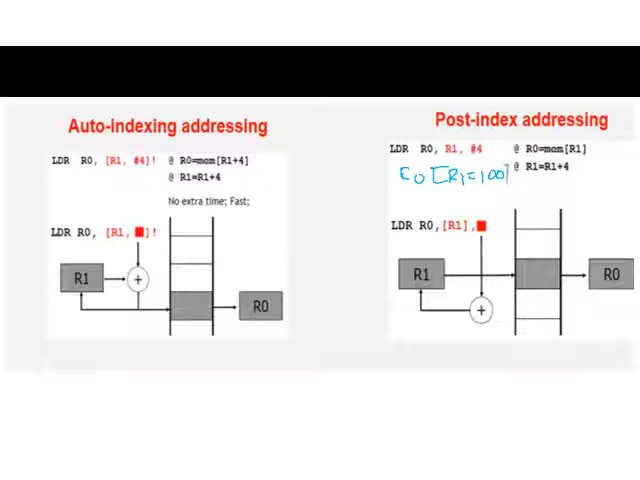 Auto-indexing addressing
LDR R0, [R1, #4]! @ R0=mem[R1+4]
@ R1=R1+4
No extra time; Fast;
LDR R0, [R1, ]!
R1
+
R0
Post-index addressing
LDR R0, R1, #4 @ R0=mem[R1]
@ R1=R1+4
[R1=100]
LDR R0,[R1],
R1
R0
+